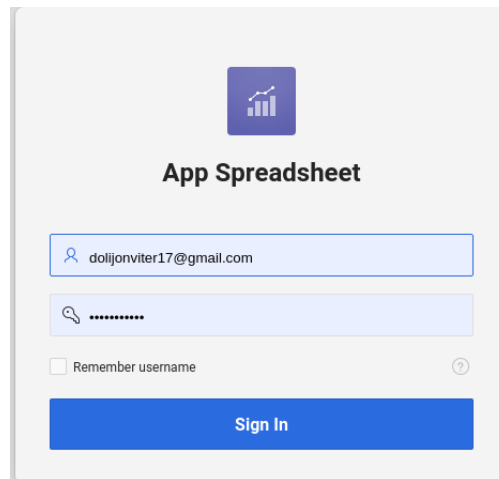 App Spreadsheet
dolijonviter17@gmail.com
•••••••••••
Remember username
?
Sign In